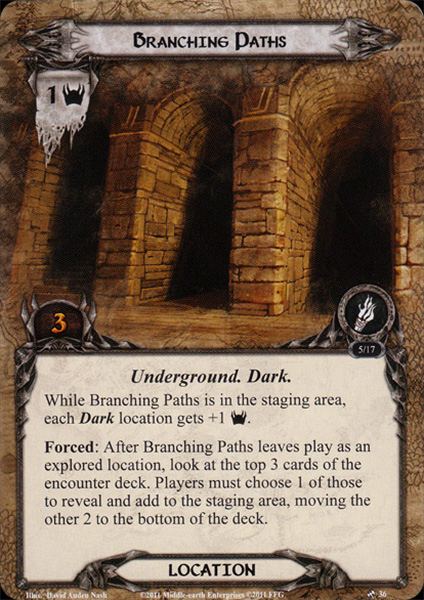 BRANCHING PATHS
1
3
5/17
Underground. Dark.
While Branching Paths is in the staging area,
each Dark location gets +1 .
Forced: After Branching Paths leaves play as an
explored location, look at the top 3 cards of the
encounter deck. Players must choose 1 of those
to reveal and add to the staging area, moving the
other 2 to the bottom of the deck.
LOCATION
Illus. David Auden Nash ©2011 Middle-earth Enterprises ©2011 FFG 36